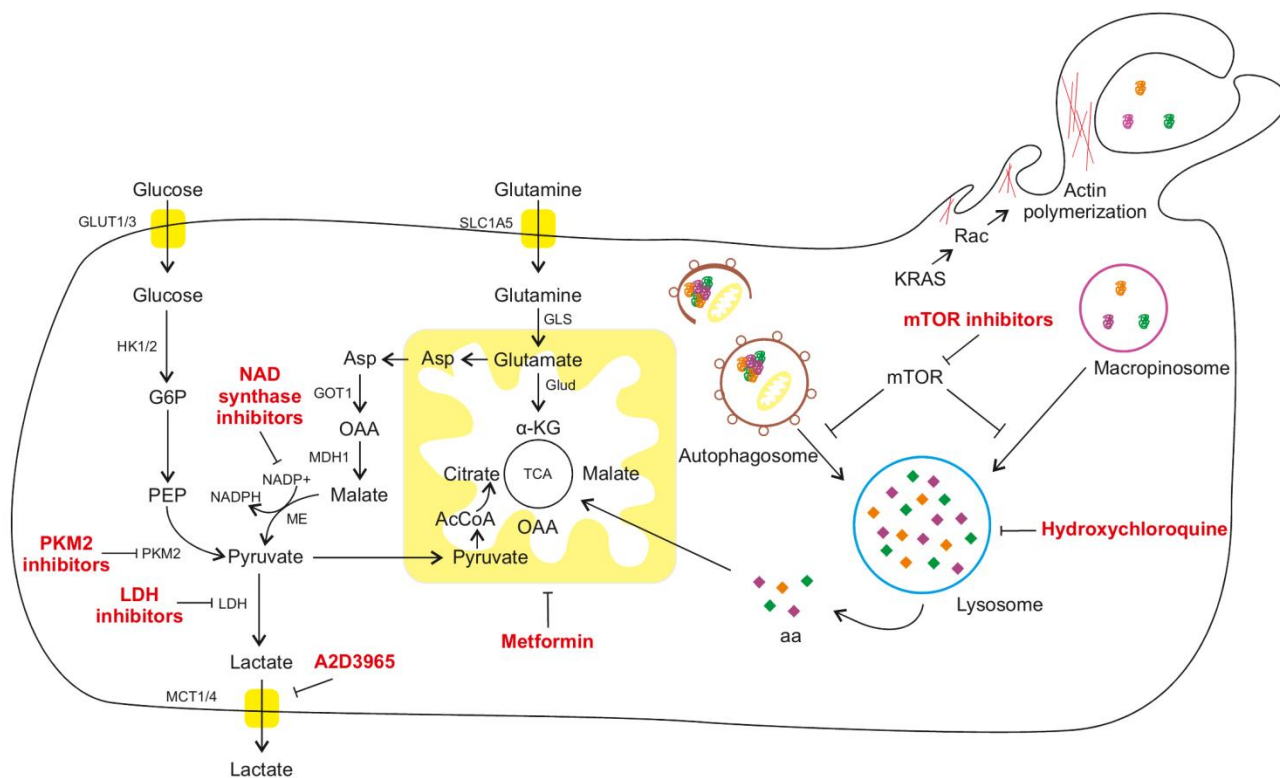 Glucose
GLUT1/3
Glucose
HK1/2
G6P
PEP
PKM2
inhibitors
PKM2
Pyruvate
LDH
inhibitors
LDH
Lactate
A2D3965
MCT1/4
Lactate
NAD
synthase
inhibitors
NADP+
NADPH
ME
Asp
GOT1
OAA
MDH1
Malate
Glutamine
SLC1A5
Glutamine
GLS
Asp
Glutamate
Glud
α-KG
Citrate
TCA
Malate
AcCoA
OAA
Pyruvate
Metformin
Actin
polymerization
Rac
KRAS
mTOR inhibitors
mTOR
Macropinosome
Autophagosome
Hydroxychloroquine
Lysosome
aa